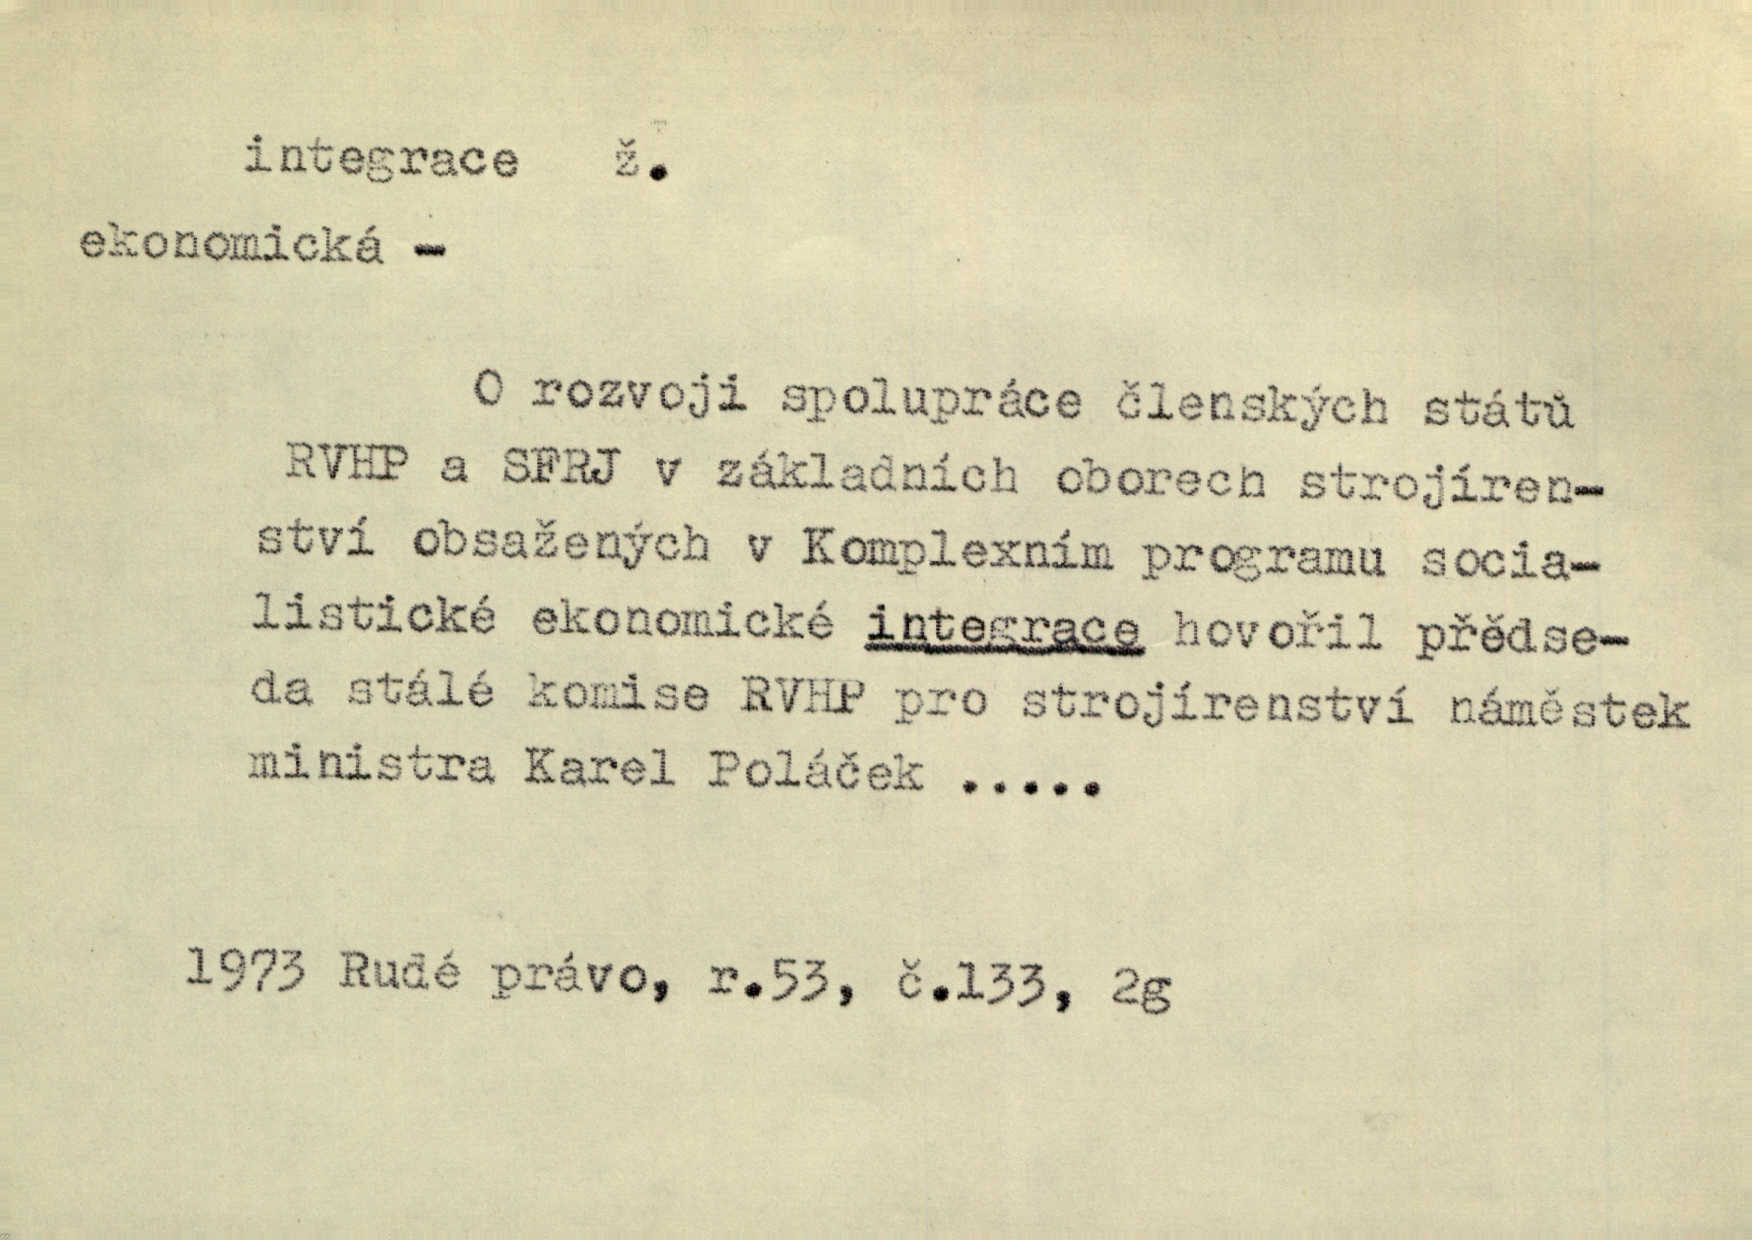 integrace ž.
ekonomická -
O rozvoji spolupráce členských států
RVHP a SFRJ v základních oborech strojíren-
ství obsažených v Komplexním programu socia-
listické ekonomické integrace hovořil přědse-
da stálé komise RVHP pro strojírenství náměstek
ministra Karel Poláček .....
1973 Rudé právo, r.53, č.133, 2g